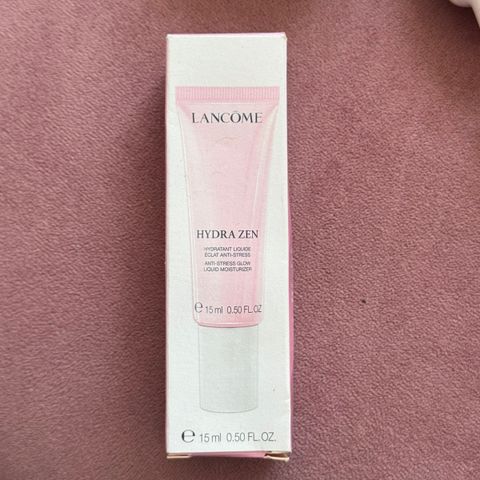 LANCÔME
HYDRA ZEN
HYDRATANT LIQUIDE
ÉCLAT ANTI-STRESS
ANTI-STRESS GLOW
LIQUID MOISTURIZER
℮ 15 ml 0.50 FL.OZ
℮ 15 ml 0.50 FL.OZ.